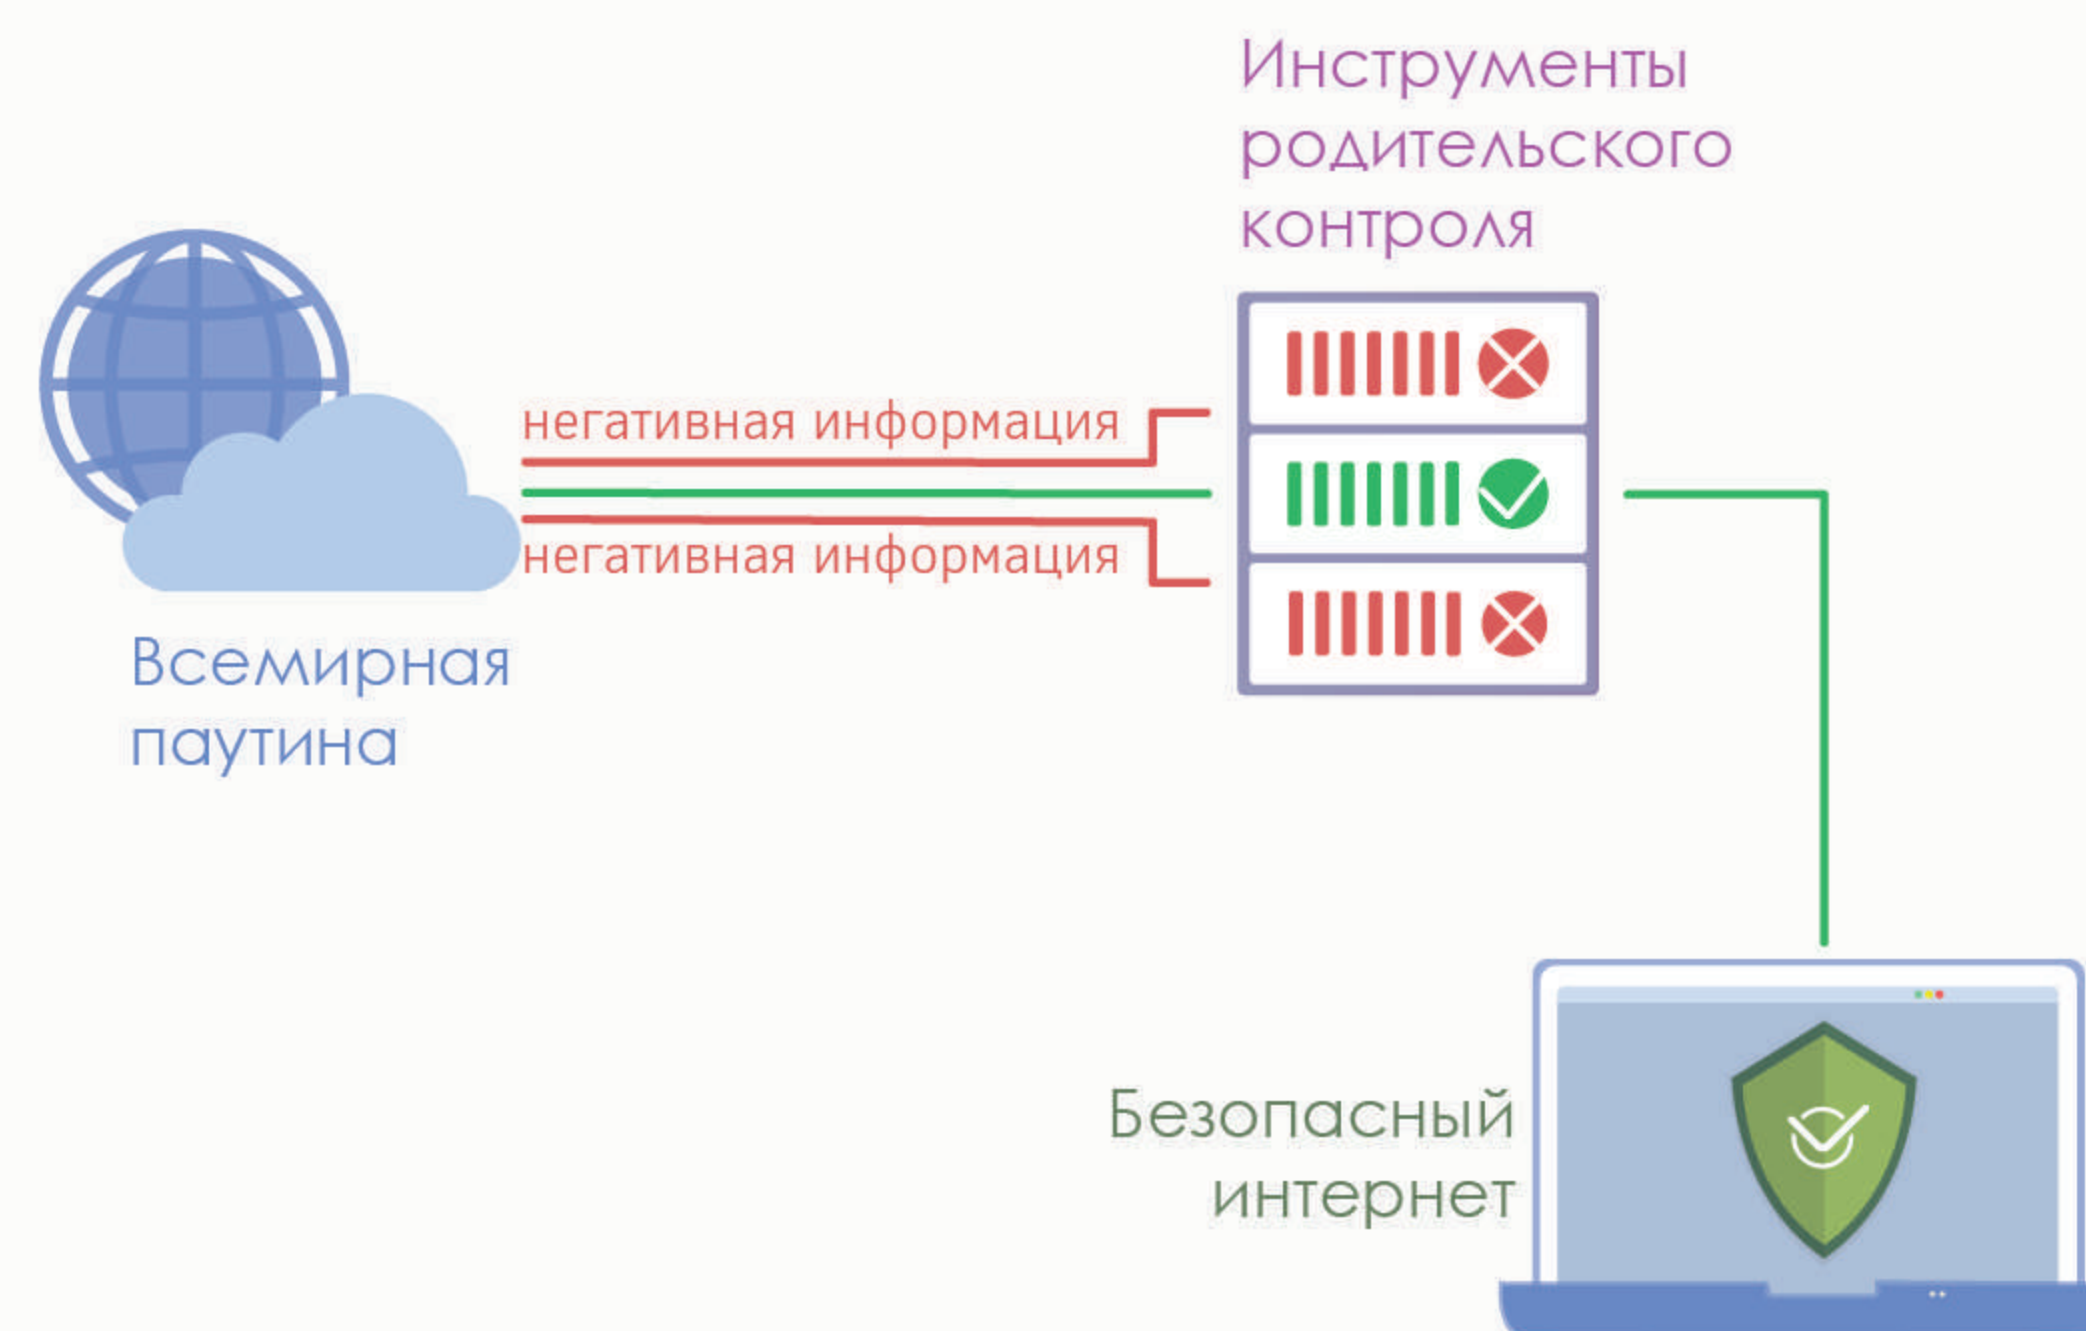 Инструменты
родительского
контроля
негативная информация
негативная информация
Всемирная
паутина
Безопасный
интернет